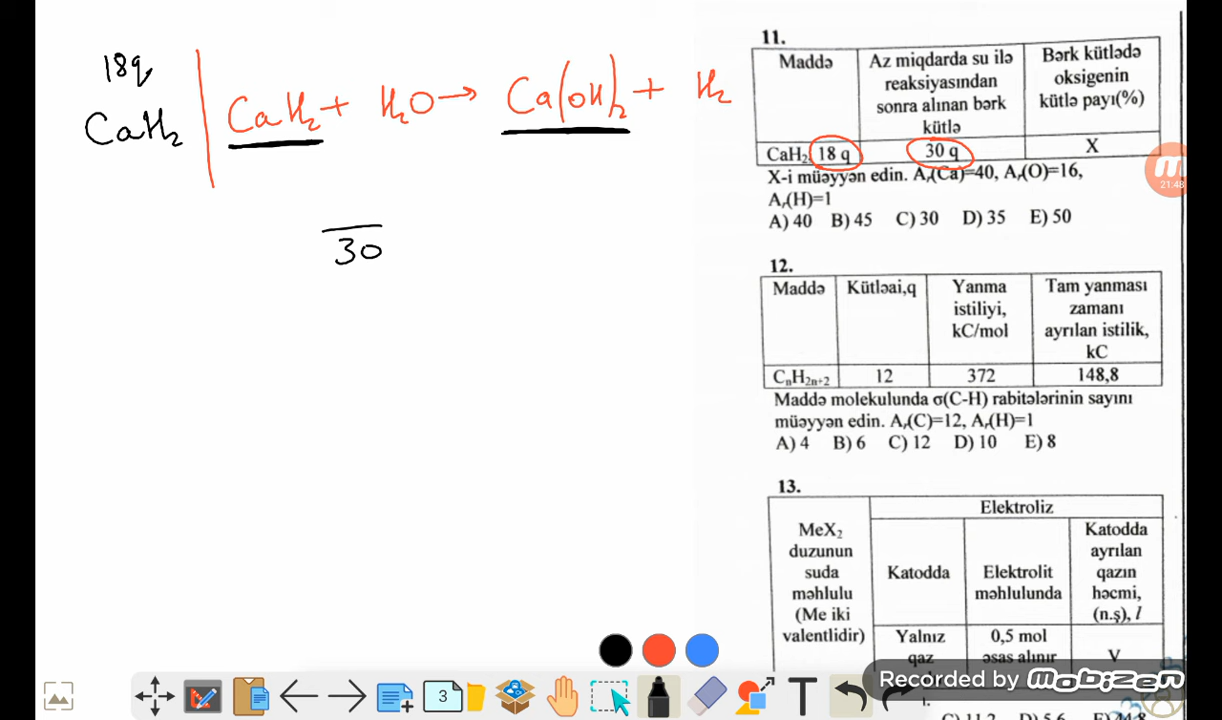 18q
CaH₂ | CaH₂ + H₂O → Ca(OH)₂ + H₂
30
11.
Maddə | Az miqdarda su ilə reaksiyasından sonra alınan bərk kütlə | Bərk kütlədə oksigenin kütlə payı(%)
CaH₂, 18 q | 30 q | X
X-i müəyyən edin. Aᵣ(Ca)=40, Aᵣ(O)=16,
Aᵣ(H)=1
A) 40 B) 45 C) 30 D) 35 E) 50
12.
Maddə | Kütləai,q | Yanma istiliyi, kC/mol | Tam yanması zamanı ayrılan istilik, kC
CₙH₂ₙ₊₂ | 12 | 372 | 148,8
Maddə molekulunda σ(C-H) rabitələrinin sayını
müəyyən edin. Aᵣ(C)=12, Aᵣ(H)=1
A) 4 B) 6 C) 12 D) 10 E) 8
13.
MeX₂ duzunun suda məhlulu (Me iki valentlidir) | Elektroliz
Katodda | Elektrolit məhlulunda | Katodda ayrılan qazın həcmi, (n.ş), l
Yalnız qaz | 0,5 mol əsas alınır | V
21:48
3
T
Recorded by mobizen